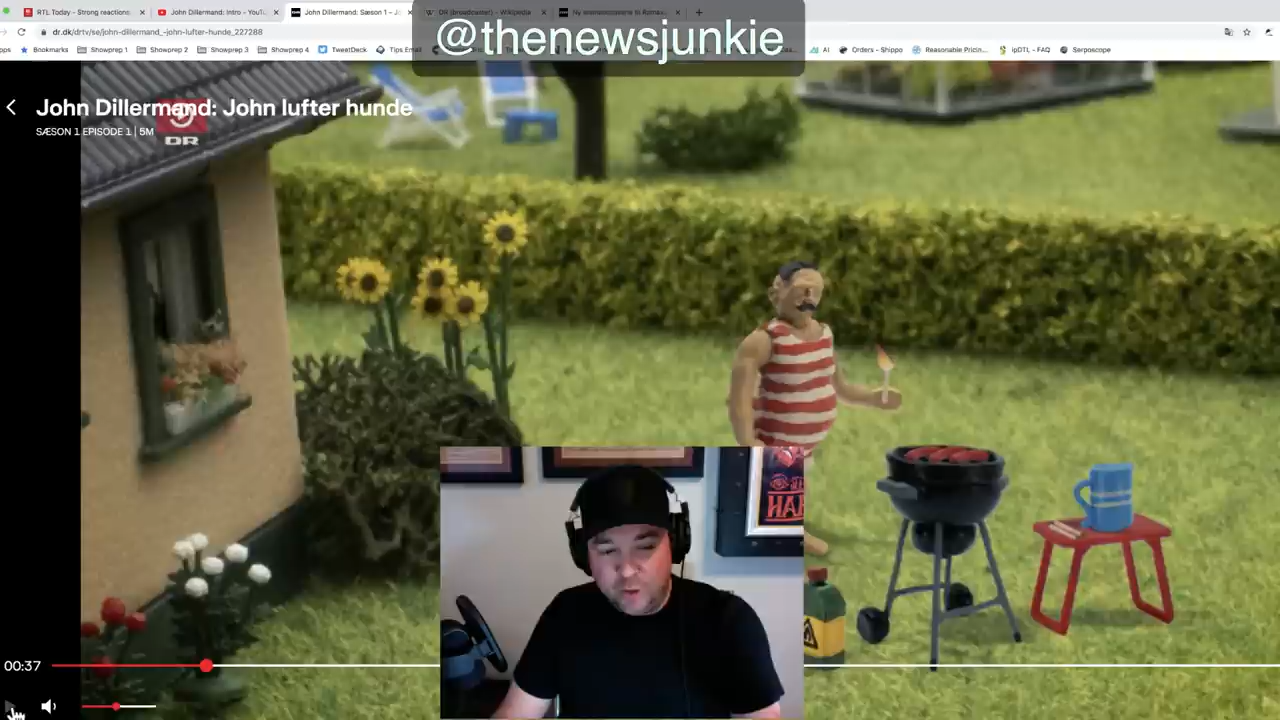 RTL Today - Strong reactions
John Dillermand: Intro - YouTu
John Dillermand: Sæson 1 – Jo
DR (broadcaster) - Wikipedia
dr.dk/drtv/se/john-dillermand_-john-lufter-hunde_227288
@thenewsjunkie
Bookmarks
Showprep 1
Showprep 2
Showprep 3
Showprep 4
TweetDeck
Tips Email
AI
Orders · Shippo
Reasonable Pricin...
ipDTL - FAQ
Serposcope
John Dillermand: John lufter hunde
SÆSON 1 EPISODE 1 | 5M
DR
HA
00:37